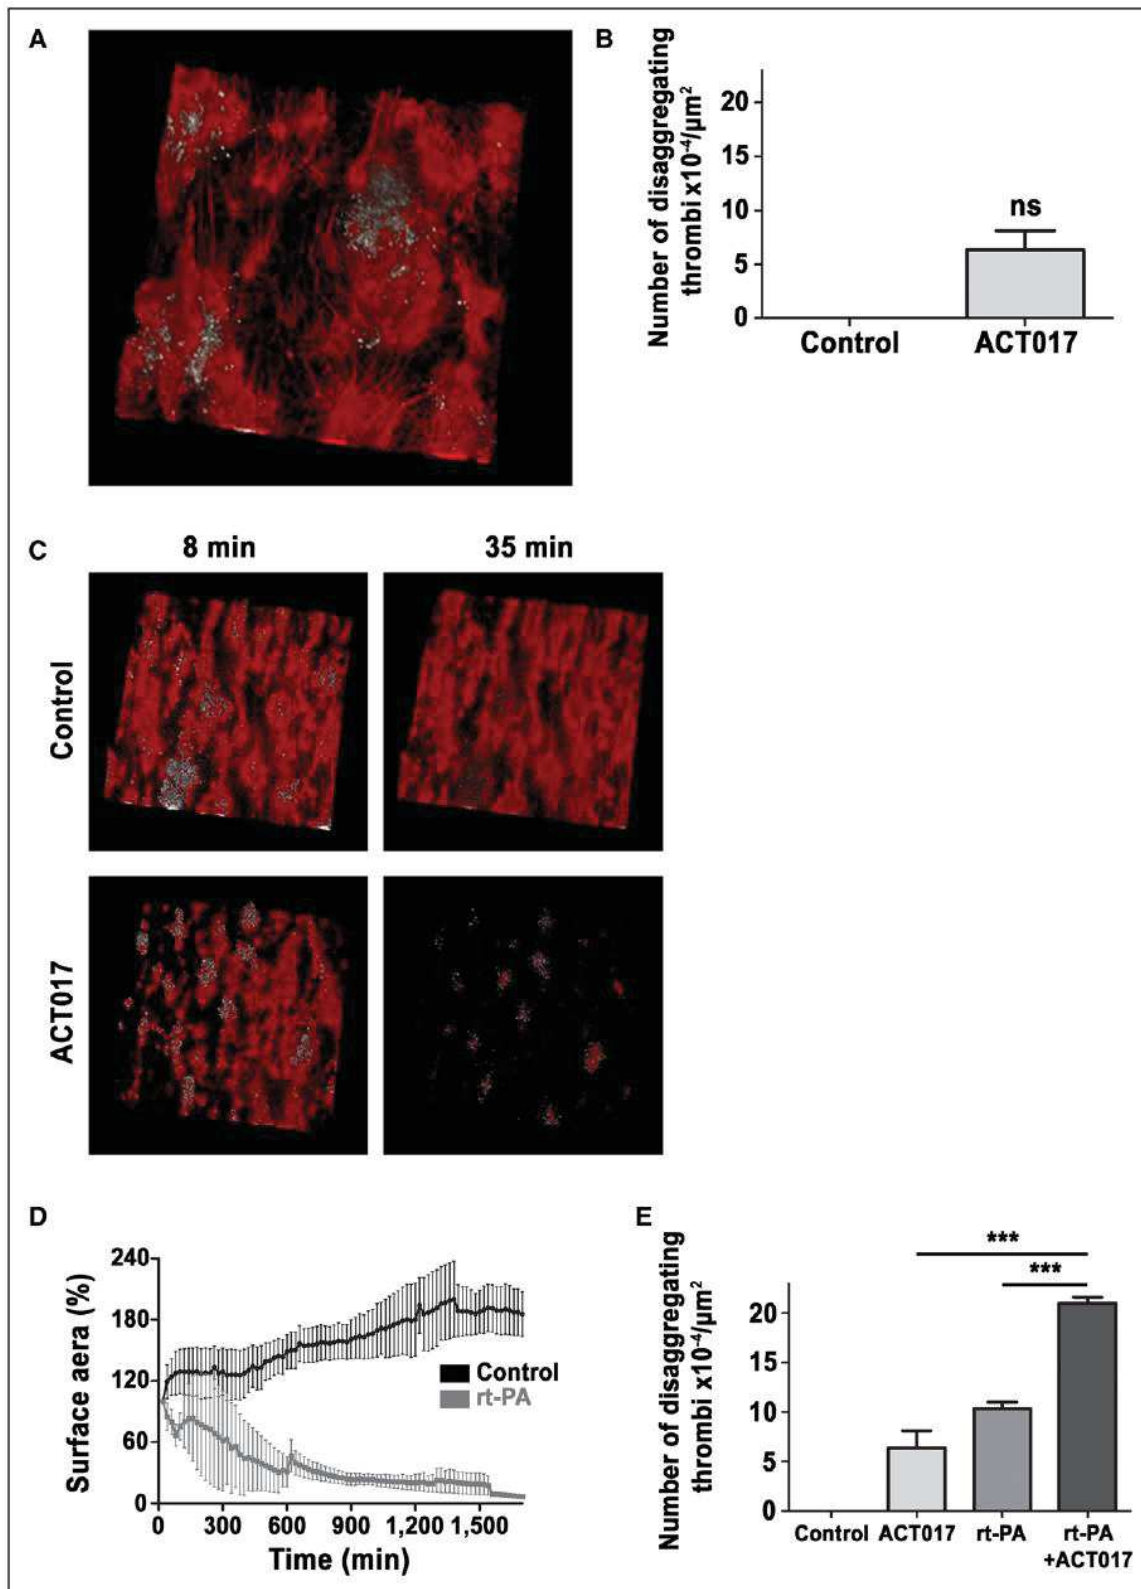 A
B
Number of disaggregating
thrombi x10⁻⁴/µm²
20
15
10
5
0
ns
Control
ACT017
C
8 min
35 min
Control
ACT017
D
Surface aera (%)
240
180
120
60
0
Control
rt-PA
0
300
600
900
1,200
1,500
Time (min)
E
Number of disaggregating
thrombi x10⁻⁴/µm²
20
15
10
5
0
***
***
Control
ACT017
rt-PA
rt-PA
+ACT017